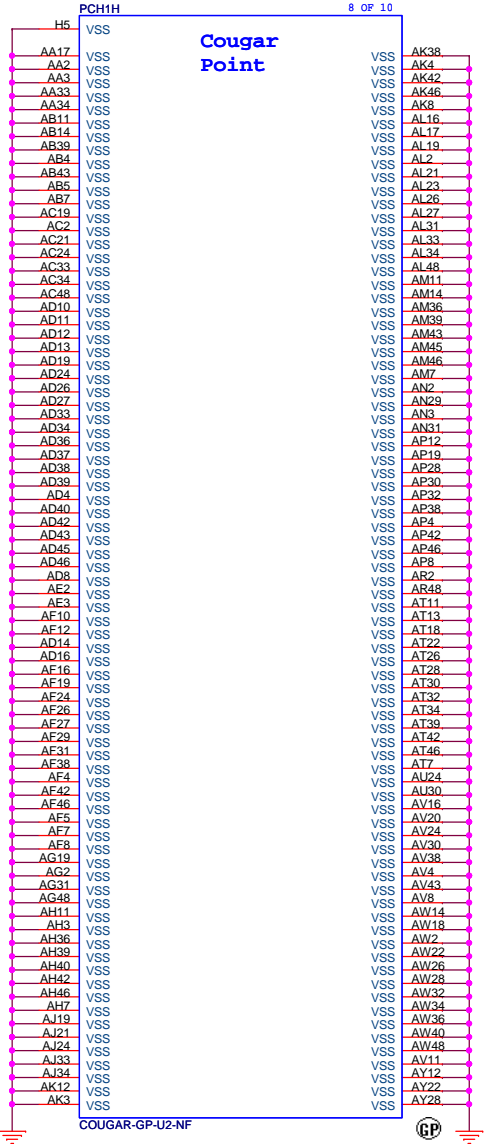 PCH1H
8 OF 10
Cougar
Point
H5 VSS
AA17 VSS VSS AK38
AA2 VSS VSS AK4
AA3 VSS VSS AK42
AA33 VSS VSS AK46
AA34 VSS VSS AK8
AB11 VSS VSS AL16
AB14 VSS VSS AL17
AB39 VSS VSS AL19
AB4 VSS VSS AL2
AB43 VSS VSS AL21
AB5 VSS VSS AL23
AB7 VSS VSS AL26
AC19 VSS VSS AL27
AC2 VSS VSS AL31
AC21 VSS VSS AL33
AC24 VSS VSS AL34
AC33 VSS VSS AL48
AC34 VSS VSS AM11
AC48 VSS VSS AM14
AD10 VSS VSS AM36
AD11 VSS VSS AM39
AD12 VSS VSS AM43
AD13 VSS VSS AM45
AD19 VSS VSS AM46
AD24 VSS VSS AM7
AD26 VSS VSS AN2
AD27 VSS VSS AN29
AD33 VSS VSS AN3
AD34 VSS VSS AN31
AD36 VSS VSS AP12
AD37 VSS VSS AP19
AD38 VSS VSS AP28
AD39 VSS VSS AP30
AD4 VSS VSS AP32
AD40 VSS VSS AP38
AD42 VSS VSS AP4
AD43 VSS VSS AP42
AD45 VSS VSS AP46
AD46 VSS VSS AP8
AD8 VSS VSS AR2
AE2 VSS VSS AR48
AE3 VSS VSS AT11
AF10 VSS VSS AT13
AF12 VSS VSS AT18
AD14 VSS VSS AT22
AD16 VSS VSS AT26
AF16 VSS VSS AT28
AF19 VSS VSS AT30
AF24 VSS VSS AT32
AF26 VSS VSS AT34
AF27 VSS VSS AT39
AF29 VSS VSS AT42
AF31 VSS VSS AT46
AF38 VSS VSS AT7
AF4 VSS VSS AU24
AF42 VSS VSS AU30
AF46 VSS VSS AV16
AF5 VSS VSS AV20
AF7 VSS VSS AV24
AF8 VSS VSS AV30
AG19 VSS VSS AV38
AG2 VSS VSS AV4
AG31 VSS VSS AV43
AG48 VSS VSS AV8
AH11 VSS VSS AW14
AH3 VSS VSS AW18
AH36 VSS VSS AW2
AH39 VSS VSS AW22
AH40 VSS VSS AW26
AH42 VSS VSS AW28
AH46 VSS VSS AW32
AH7 VSS VSS AW34
AJ19 VSS VSS AW36
AJ21 VSS VSS AW40
AJ24 VSS VSS AW48
AJ33 VSS VSS AV11
AJ34 VSS VSS AY12
AK12 VSS VSS AY22
AK3 VSS VSS AY28
COUGAR-GP-U2-NF
GP